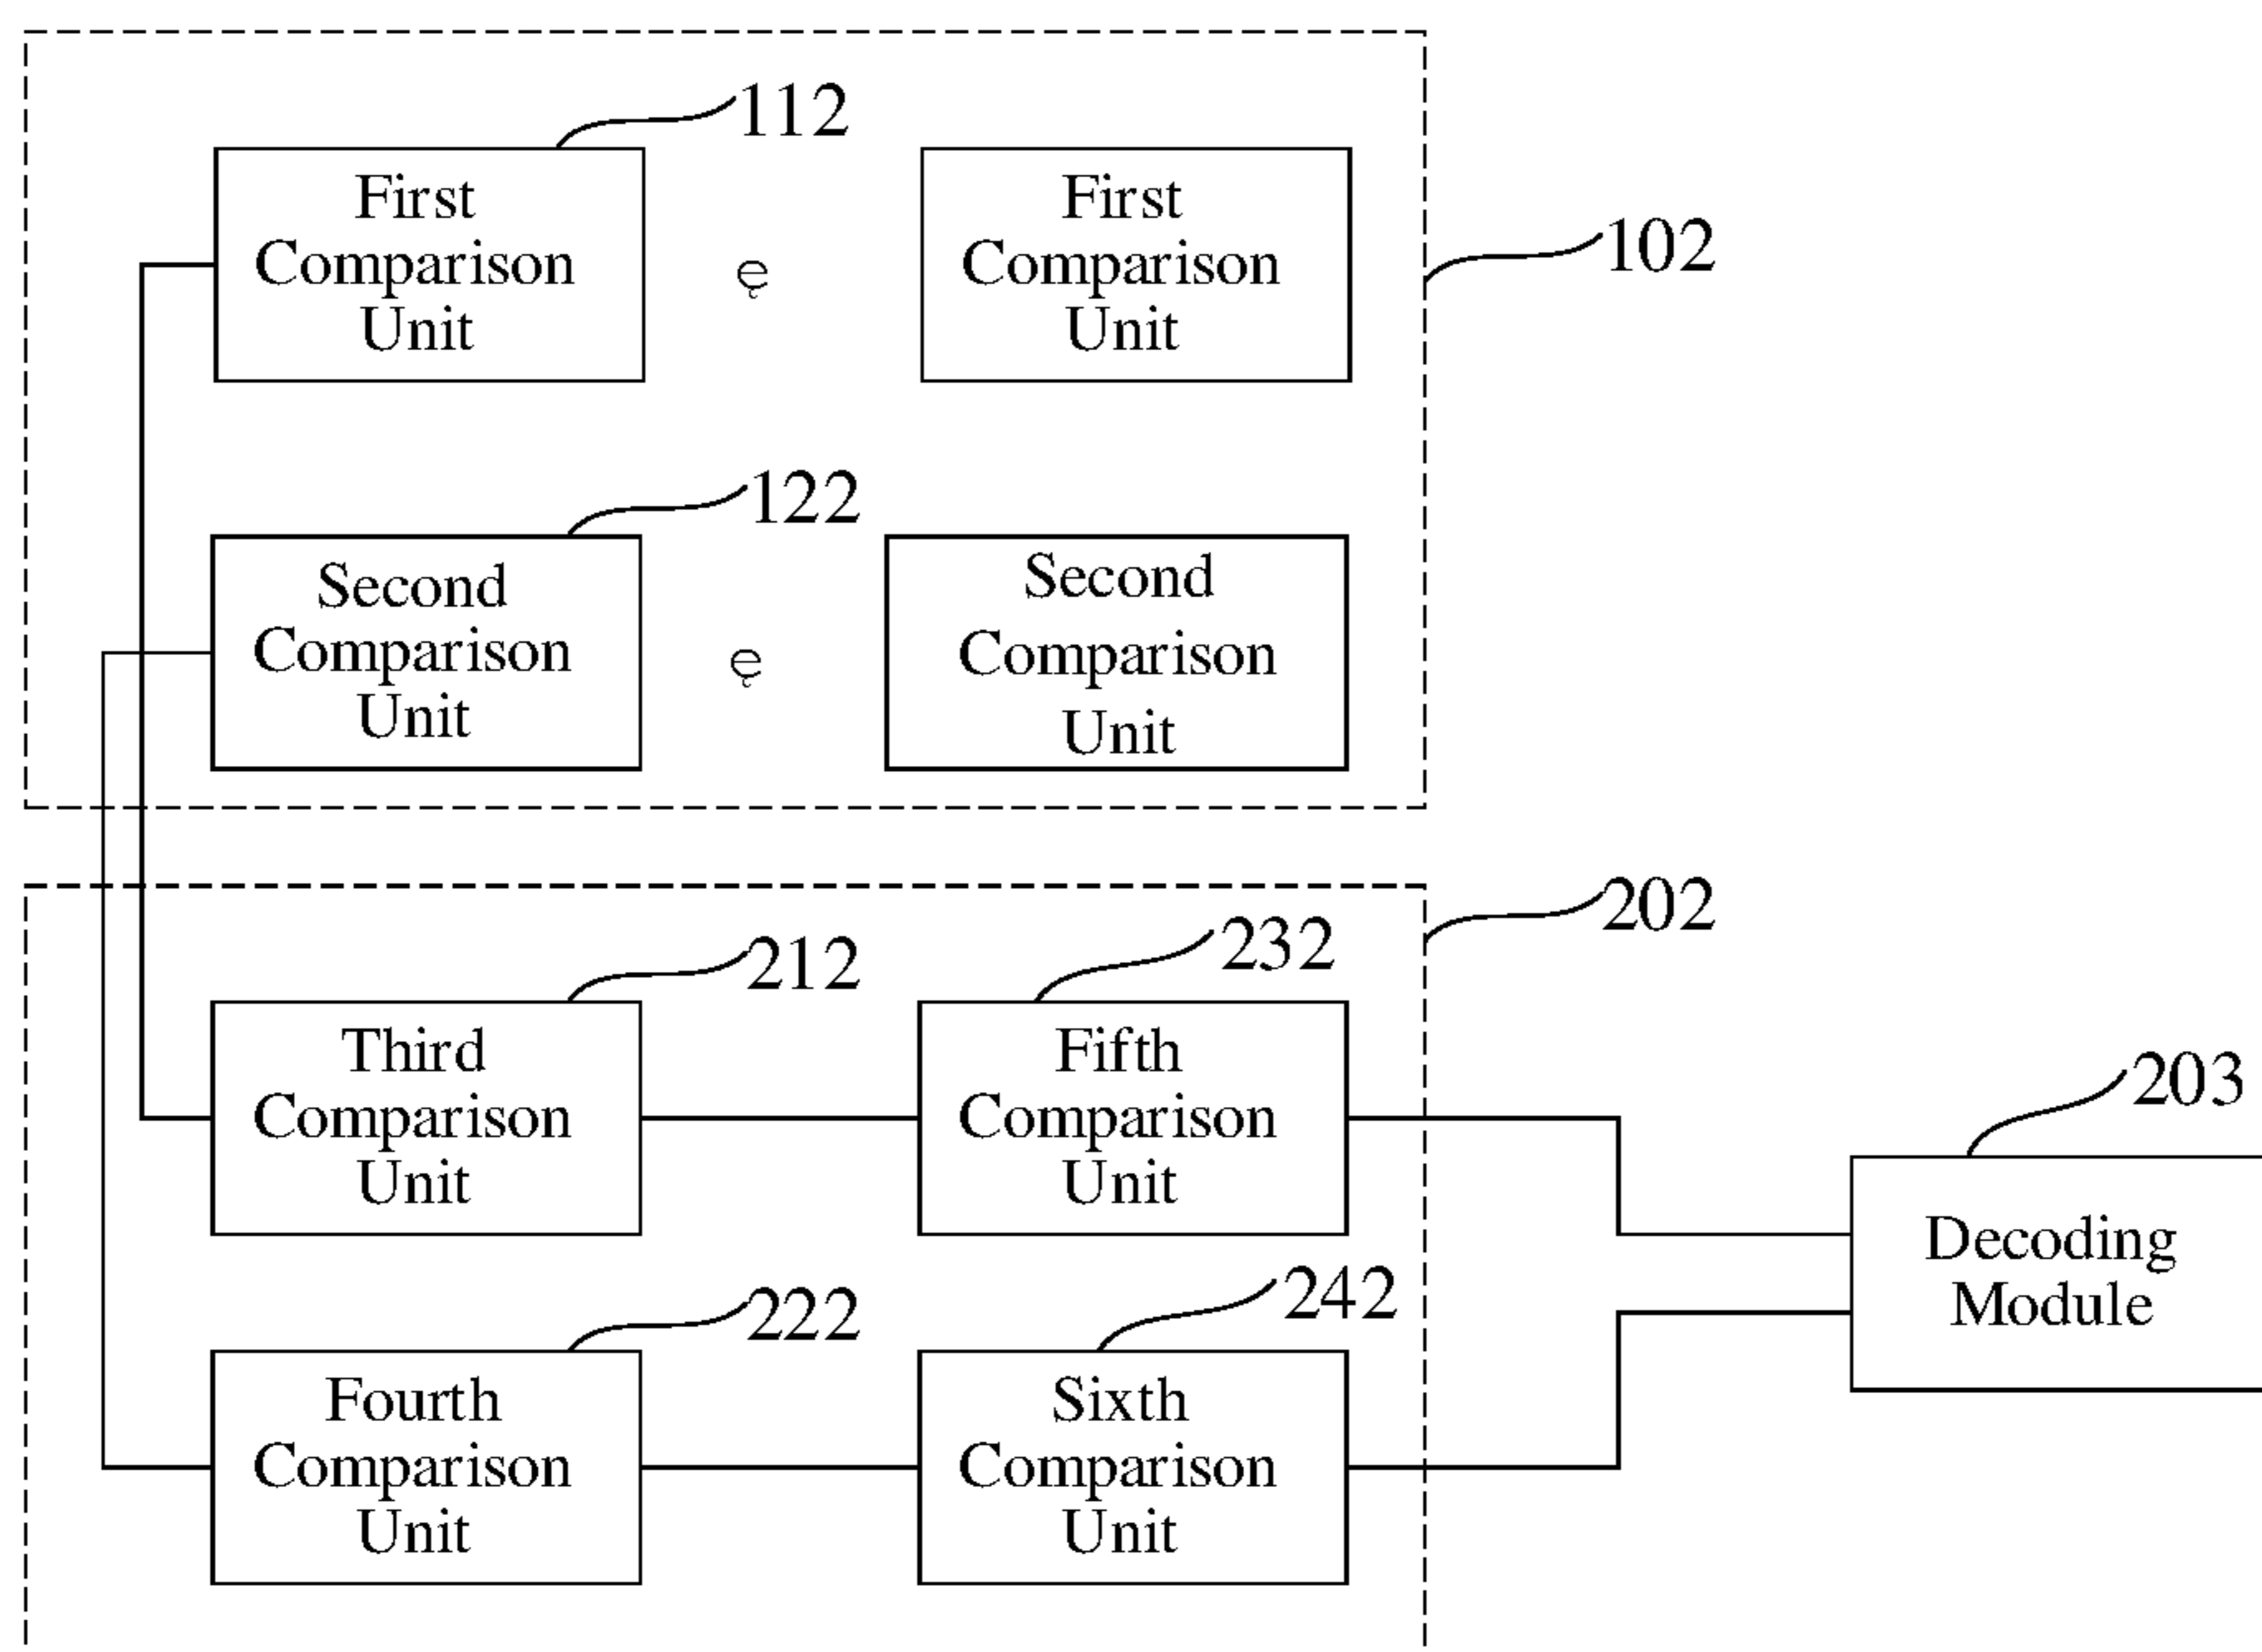 112
First
Comparison
Unit
ę
First
Comparison
Unit
102
122
Second
Comparison
Unit
ę
Second
Comparison
Unit
202
212
Third
Comparison
Unit
232
Fifth
Comparison
Unit
203
Decoding
Module
222
Fourth
Comparison
Unit
242
Sixth
Comparison
Unit